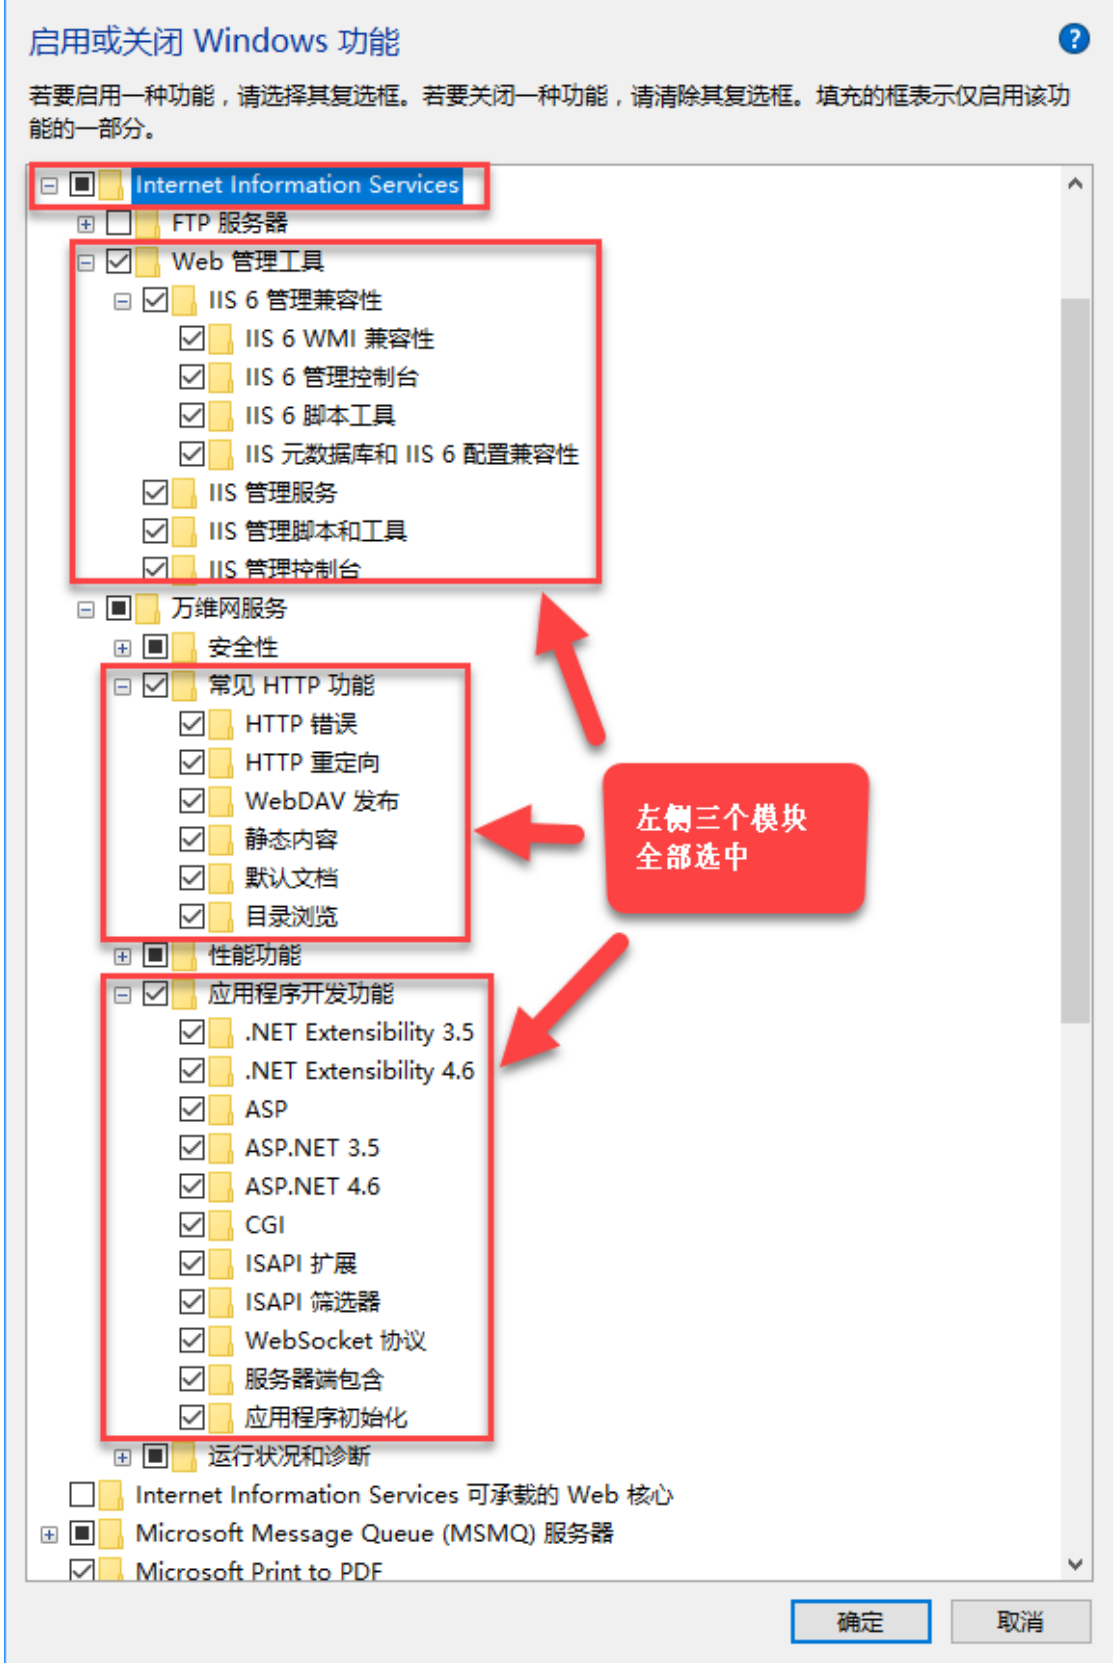 启用或关闭 Windows 功能
?
若要启用一种功能，请选择其复选框。若要关闭一种功能，请清除其复选框。填充的框表示仅启用该功
能的一部分。
Internet Information Services
FTP 服务器
Web 管理工具
IIS 6 管理兼容性
IIS 6 WMI 兼容性
IIS 6 管理控制台
IIS 6 脚本工具
IIS 元数据库和 IIS 6 配置兼容性
IIS 管理服务
IIS 管理脚本和工具
IIS 管理控制台
万维网服务
安全性
常见 HTTP 功能
HTTP 错误
HTTP 重定向
WebDAV 发布
静态内容
默认文档
目录浏览
左侧三个模块
全部选中
性能功能
应用程序开发功能
.NET Extensibility 3.5
.NET Extensibility 4.6
ASP
ASP.NET 3.5
ASP.NET 4.6
CGI
ISAPI 扩展
ISAPI 筛选器
WebSocket 协议
服务器端包含
应用程序初始化
运行状况和诊断
Internet Information Services 可承载的 Web 核心
Microsoft Message Queue (MSMQ) 服务器
Microsoft Print to PDF
确定
取消